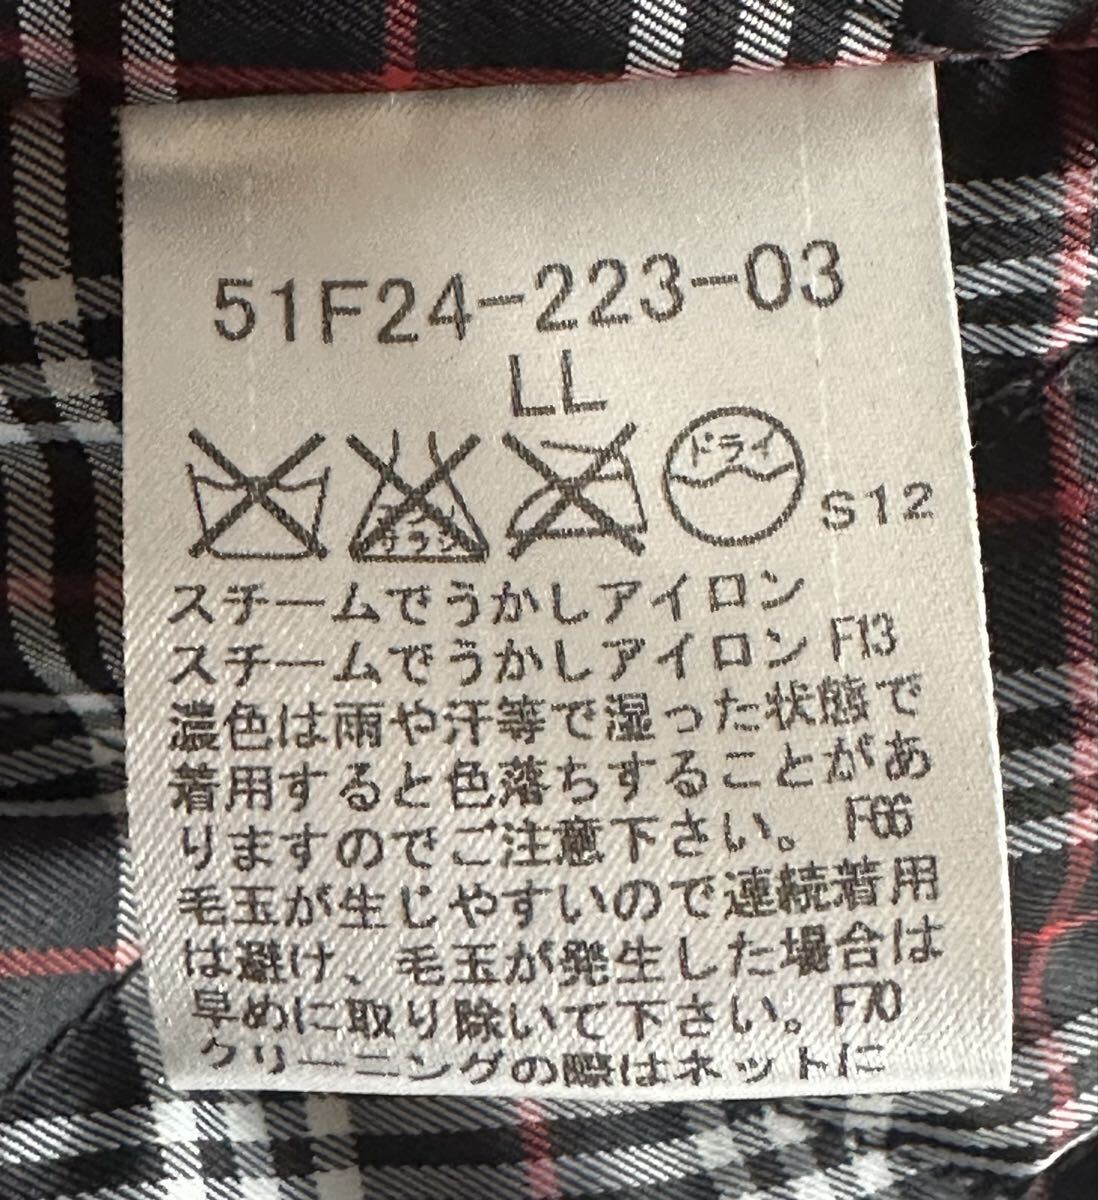 51F24-223-03
LL
エンソ
サラシ
ドライ
S12
スチームでうかしアイロン
スチームでうかしアイロン F13
濃色は雨や汗等で湿った状態で
着用すると色落ちすることがあ
りますのでご注意下さい。 F66
毛玉が生じやすいので連続着用
は避け、毛玉が発生した場合は
早めに取り除いて下さい。F70
クリーニングの際はネットに